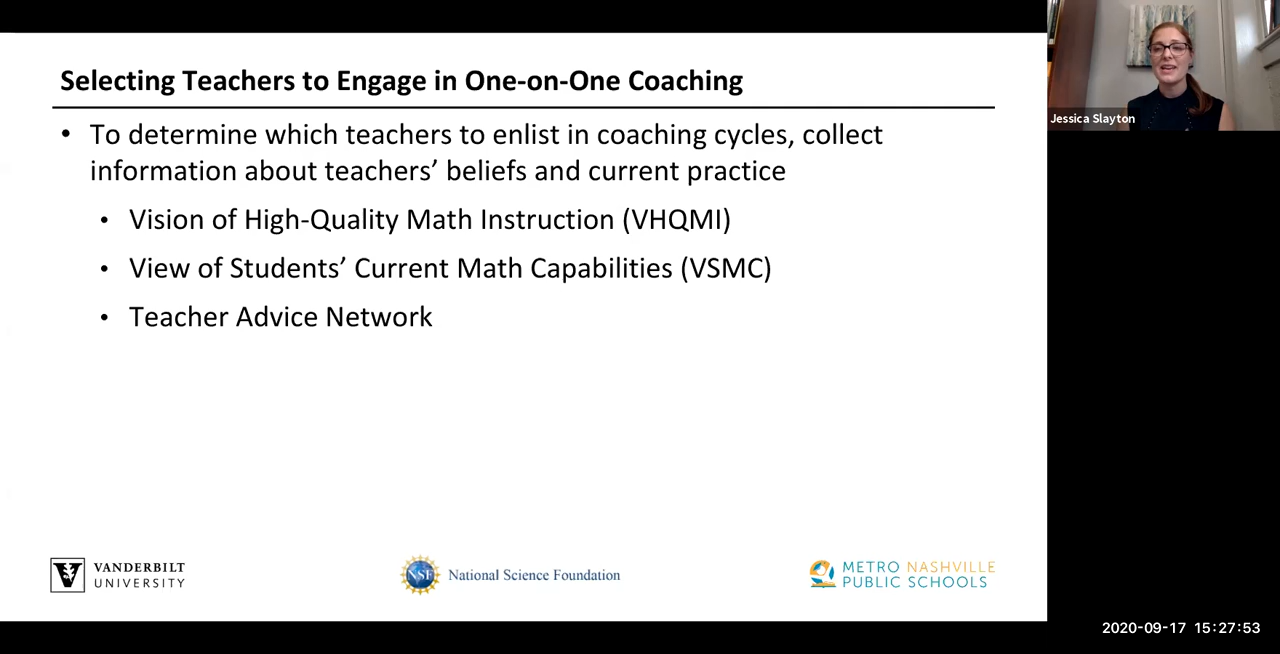 Selecting Teachers to Engage in One-on-One Coaching
• To determine which teachers to enlist in coaching cycles, collect
information about teachers’ beliefs and current practice
• Vision of High-Quality Math Instruction (VHQMI)
• View of Students’ Current Math Capabilities (VSMC)
• Teacher Advice Network
Jessica Slayton
VANDERBILT
UNIVERSITY
NSF
National Science Foundation
METRO NASHVILLE
PUBLIC SCHOOLS
2020-09-17 15:27:53